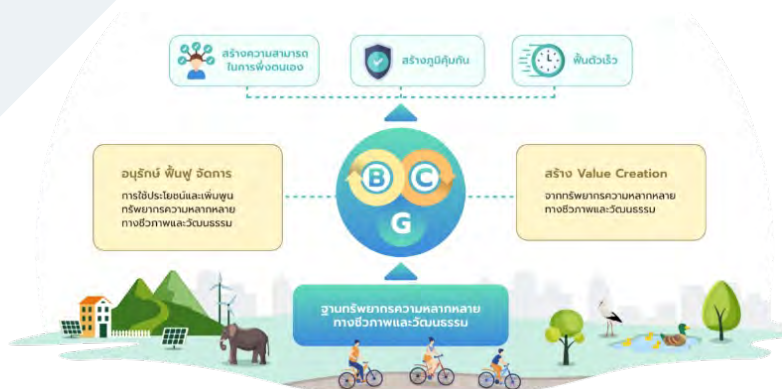 สร้างความสามารถ
ในการพึ่งตนเอง
สร้างภูมิคุ้มกัน
ฟื้นตัวเร็ว
อนุรักษ์ ฟื้นฟู จัดการ
การใช้ประโยชน์และเพิ่มพูน
ทรัพยากรความหลากหลาย
ทางชีวภาพและวัฒนธรรม
B C
G
สร้าง Value Creation
จากทรัพยากรความหลากหลาย
ทางชีวภาพและวัฒนธรรม
ฐานทรัพยากรความหลากหลาย
ทางชีวภาพและวัฒนธรรม